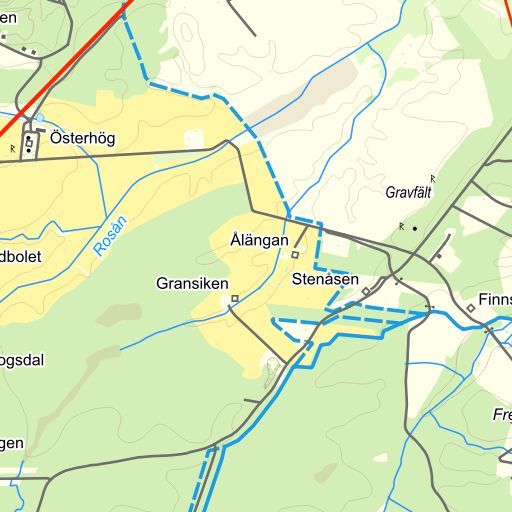 en
Österhög
R
Gravfält
R
R
Rosån
Ålängan
dbolet
Stenåsen
Gransiken
Finns
ogsdal
Fre
gen